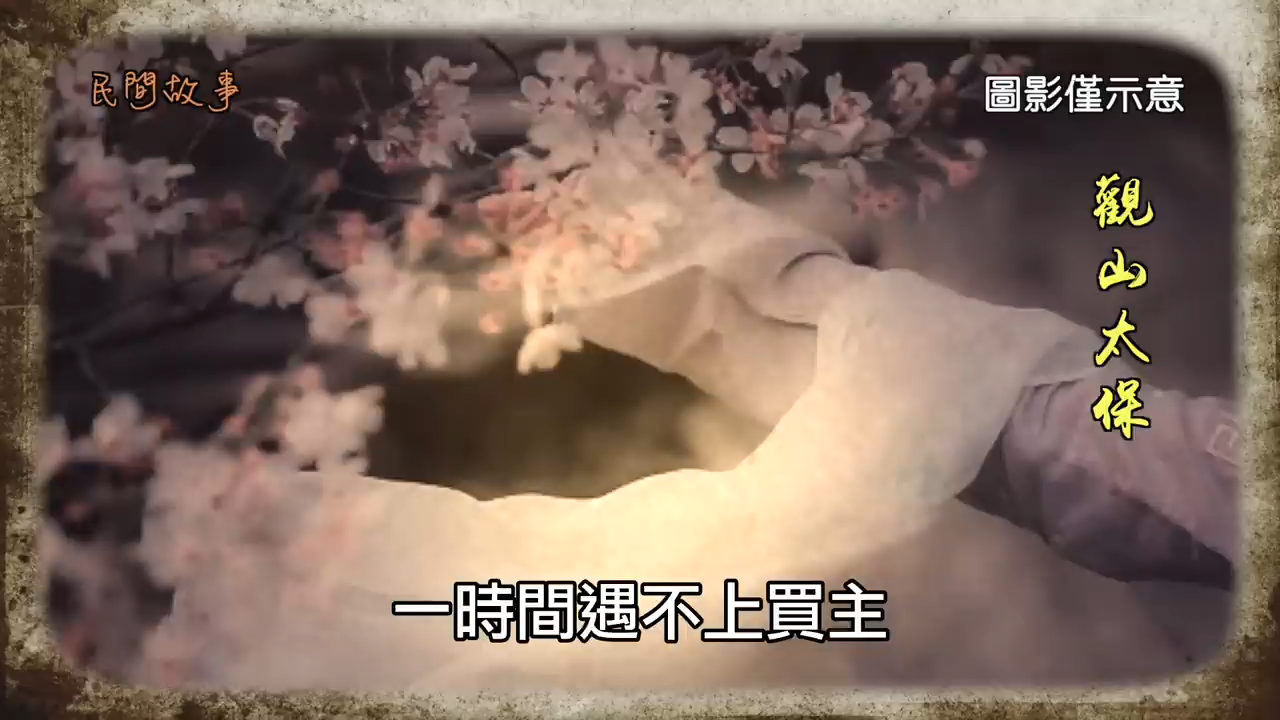 民間故事
圖影僅示意
觀山太保
一時間遇不上買主